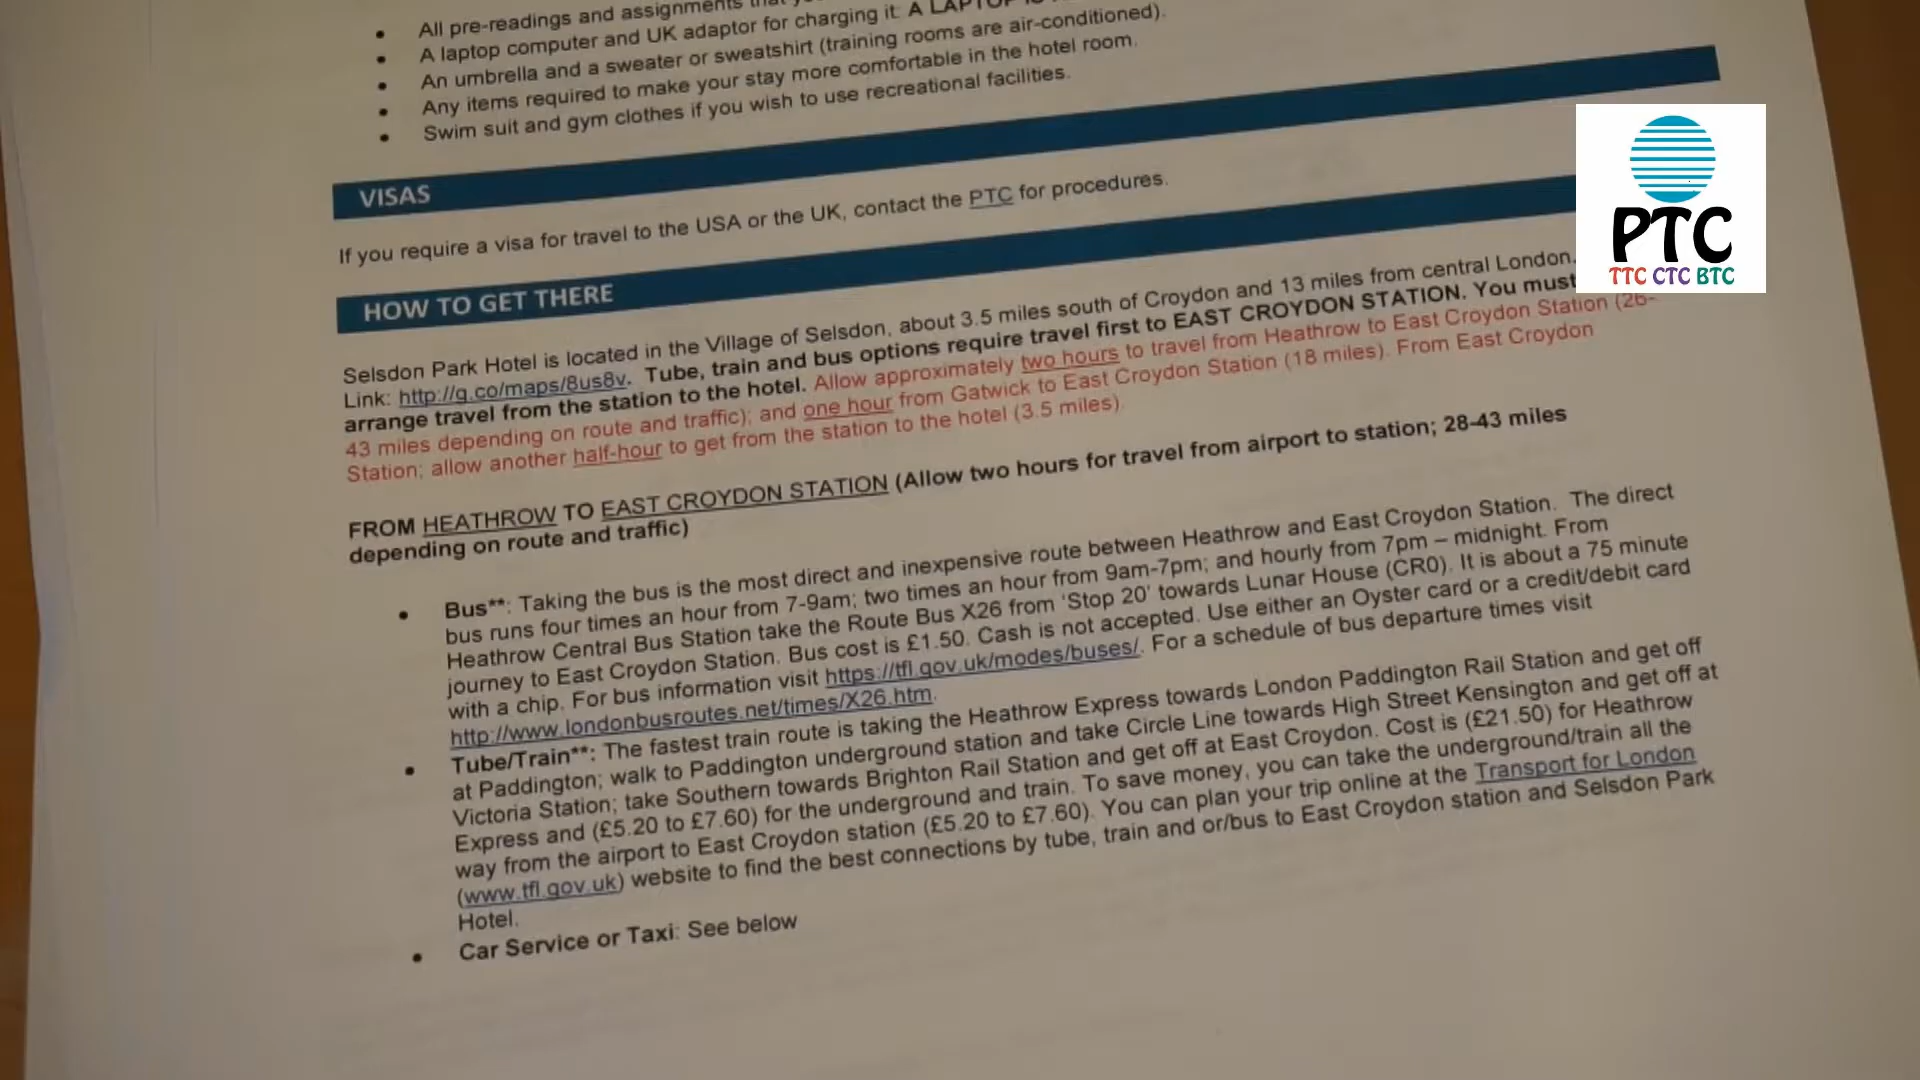 All pre-readings and assignments
A laptop computer and UK adaptor for charging it. A LAPTOP
An umbrella and a sweater or sweatshirt (training rooms are air-conditioned).
Any items required to make your stay more comfortable in the hotel room.
Swim suit and gym clothes if you wish to use recreational facilities.
VISAS
If you require a visa for travel to the USA or the UK, contact the PTC for procedures.
HOW TO GET THERE
Selsdon Park Hotel is located in the Village of Selsdon, about 3.5 miles south of Croydon and 13 miles from central London.
Link: http://g.co/maps/8us8v. Tube, train and bus options require travel first to EAST CROYDON STATION. You must
arrange travel from the station to the hotel. Allow approximately two hours to travel from Heathrow to East Croydon Station (26-
43 miles depending on route and traffic); and one hour from Gatwick to East Croydon Station (18 miles). From East Croydon
Station; allow another half-hour to get from the station to the hotel (3.5 miles).
FROM HEATHROW TO EAST CROYDON STATION (Allow two hours for travel from airport to station; 28-43 miles
depending on route and traffic)
Bus**: Taking the bus is the most direct and inexpensive route between Heathrow and East Croydon Station. The direct
bus runs four times an hour from 7-9am; two times an hour from 9am-7pm; and hourly from 7pm – midnight. From
Heathrow Central Bus Station take the Route Bus X26 from ‘Stop 20’ towards Lunar House (CR0). It is about a 75 minute
journey to East Croydon Station. Bus cost is £1.50. Cash is not accepted. Use either an Oyster card or a credit/debit card
with a chip. For bus information visit https://tfl.gov.uk/modes/buses/. For a schedule of bus departure times visit
http://www.londonbusroutes.net/times/X26.htm.
Tube/Train**: The fastest train route is taking the Heathrow Express towards London Paddington Rail Station and get off
at Paddington; walk to Paddington underground station and take Circle Line towards High Street Kensington and get off at
Victoria Station; take Southern towards Brighton Rail Station and get off at East Croydon. Cost is (£21.50) for Heathrow
Express and (£5.20 to £7.60) for the underground and train. To save money, you can take the underground/train all the
way from the airport to East Croydon station (£5.20 to £7.60). You can plan your trip online at the Transport for London
(www.tfl.gov.uk) website to find the best connections by tube, train and or/bus to East Croydon station and Selsdon Park
Hotel.
Car Service or Taxi: See below
PTC
TTC CTC BTC